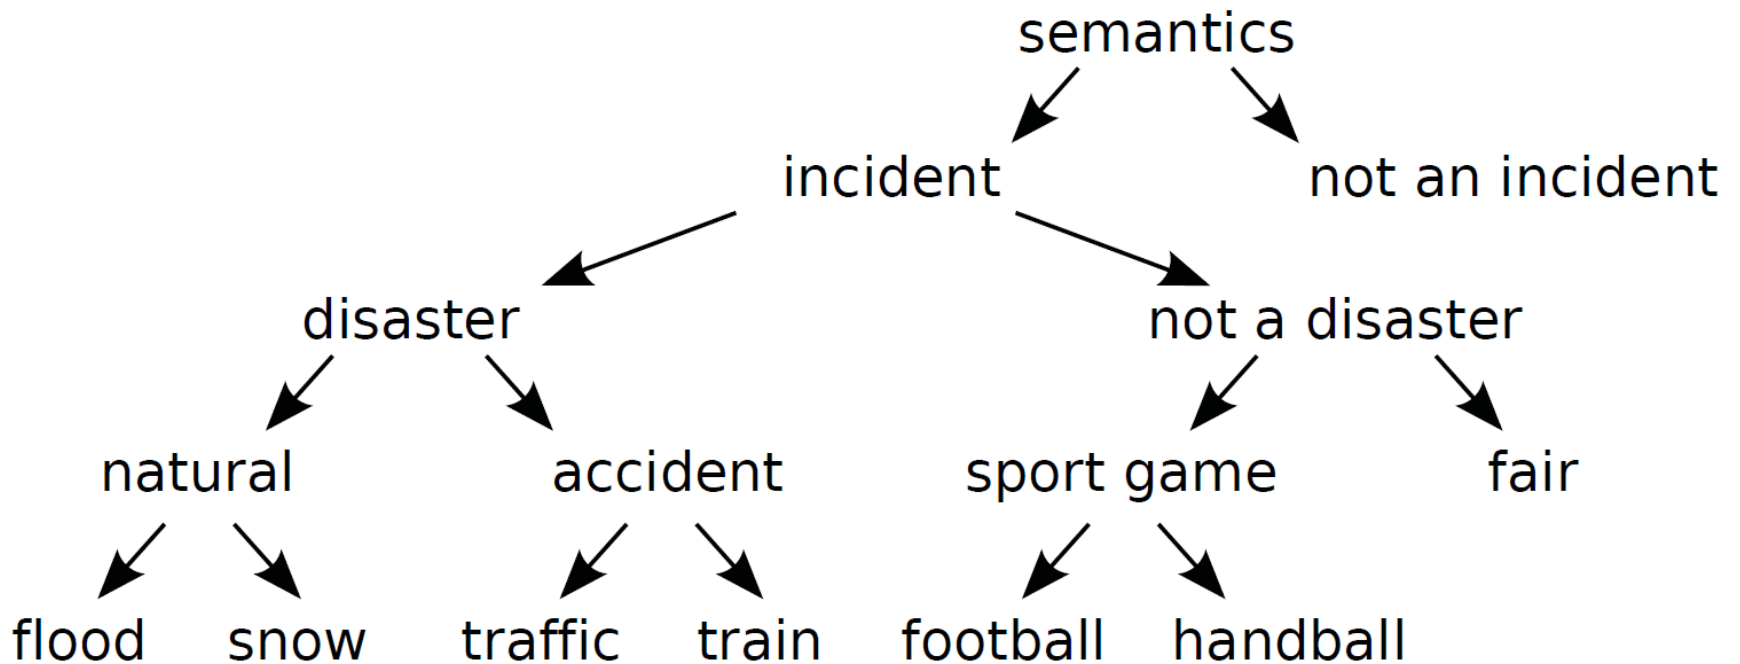 semantics
incident not an incident
disaster not a disaster
natural accident sport game fair
flood snow traffic train football handball